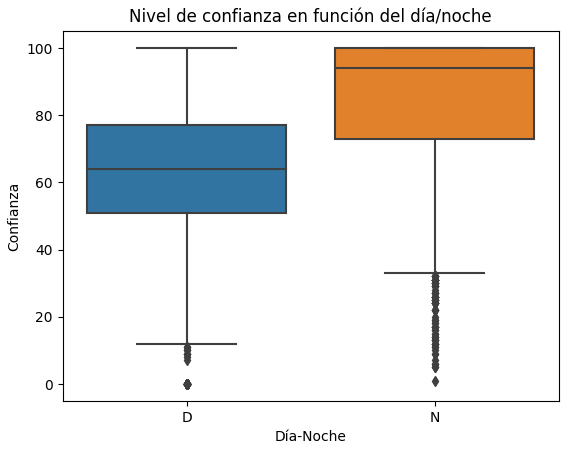 Nivel de confianza en función del día/noche
100
80
60
40
20
0
Confianza
D
N
Día-Noche